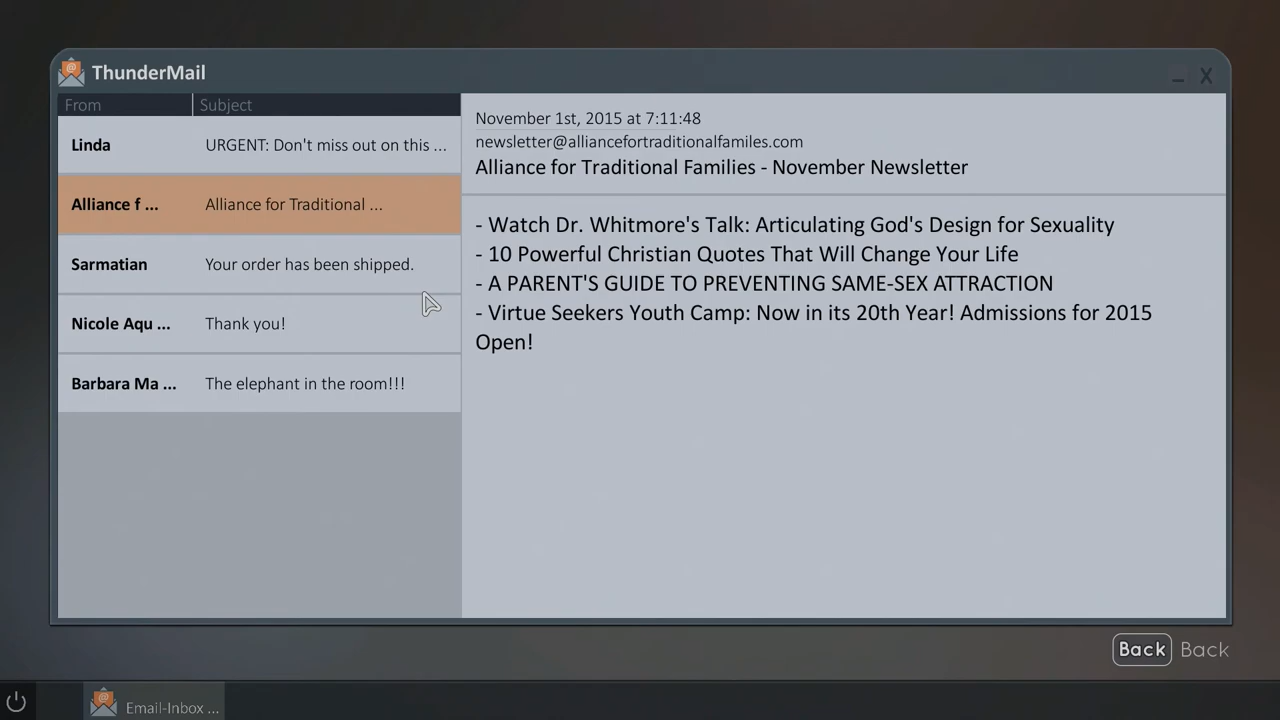 ThunderMail
From
Subject
Linda
URGENT: Don't miss out on this ...
Alliance f ...
Alliance for Traditional ...
Sarmatian
Your order has been shipped.
Nicole Aqu ...
Thank you!
Barbara Ma ...
The elephant in the room!!!
November 1st, 2015 at 7:11:48
newsletter@alliancefortraditionalfamiles.com
Alliance for Traditional Families - November Newsletter
- Watch Dr. Whitmore's Talk: Articulating God's Design for Sexuality
- 10 Powerful Christian Quotes That Will Change Your Life
- A PARENT'S GUIDE TO PREVENTING SAME-SEX ATTRACTION
- Virtue Seekers Youth Camp: Now in its 20th Year! Admissions for 2015
Open!
Back Back
Email-Inbox ...